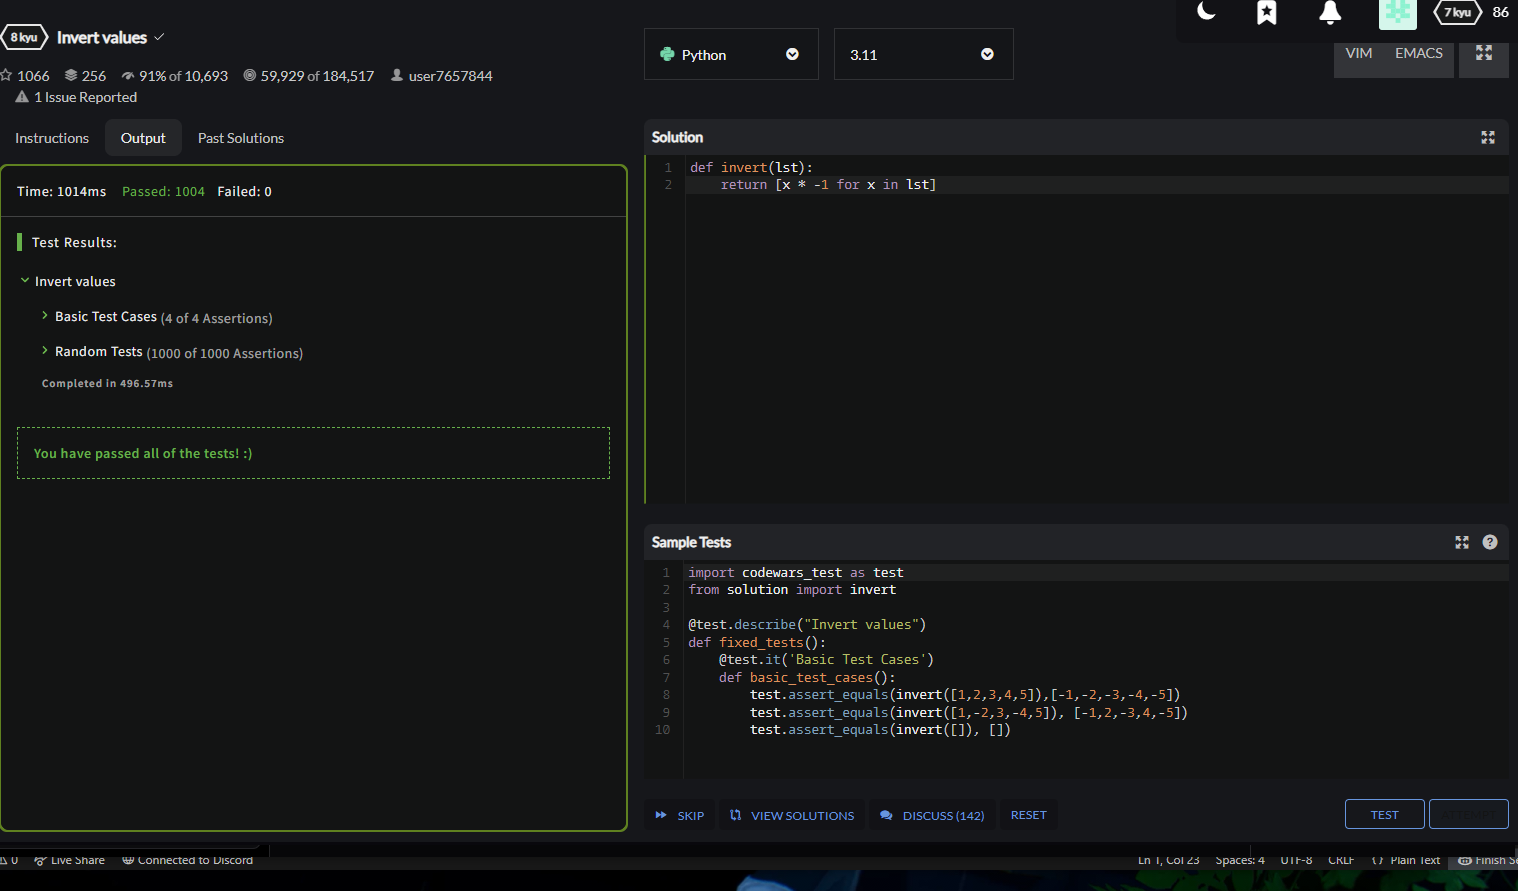 8 kyu Invert values
1066 256 91% of 10,693 59,929 of 184,517 user7657844
1 Issue Reported
Instructions Output Past Solutions
Time: 1014ms Passed: 1004 Failed: 0
Test Results:
Invert values
Basic Test Cases (4 of 4 Assertions)
Random Tests (1000 of 1000 Assertions)
Completed in 496.57ms
You have passed all of the tests! :)
7 kyu 86
Python 3.11 VIM EMACS
Solution
1 def invert(lst):
2 return [x * -1 for x in lst]
Sample Tests ?
1 import codewars_test as test
2 from solution import invert
3
4 @test.describe("Invert values")
5 def fixed_tests():
6 @test.it('Basic Test Cases')
7 def basic_test_cases():
8 test.assert_equals(invert([1,2,3,4,5]),[-1,-2,-3,-4,-5])
9 test.assert_equals(invert([1,-2,3,-4,5]), [-1,2,-3,4,-5])
10 test.assert_equals(invert([]), [])
SKIP VIEW SOLUTIONS DISCUSS (142) RESET TEST
0 Live Share Connected to Discord Ln 1, Col 23 Spaces: 4 UTF-8 CRLF {} Plain Text Finish